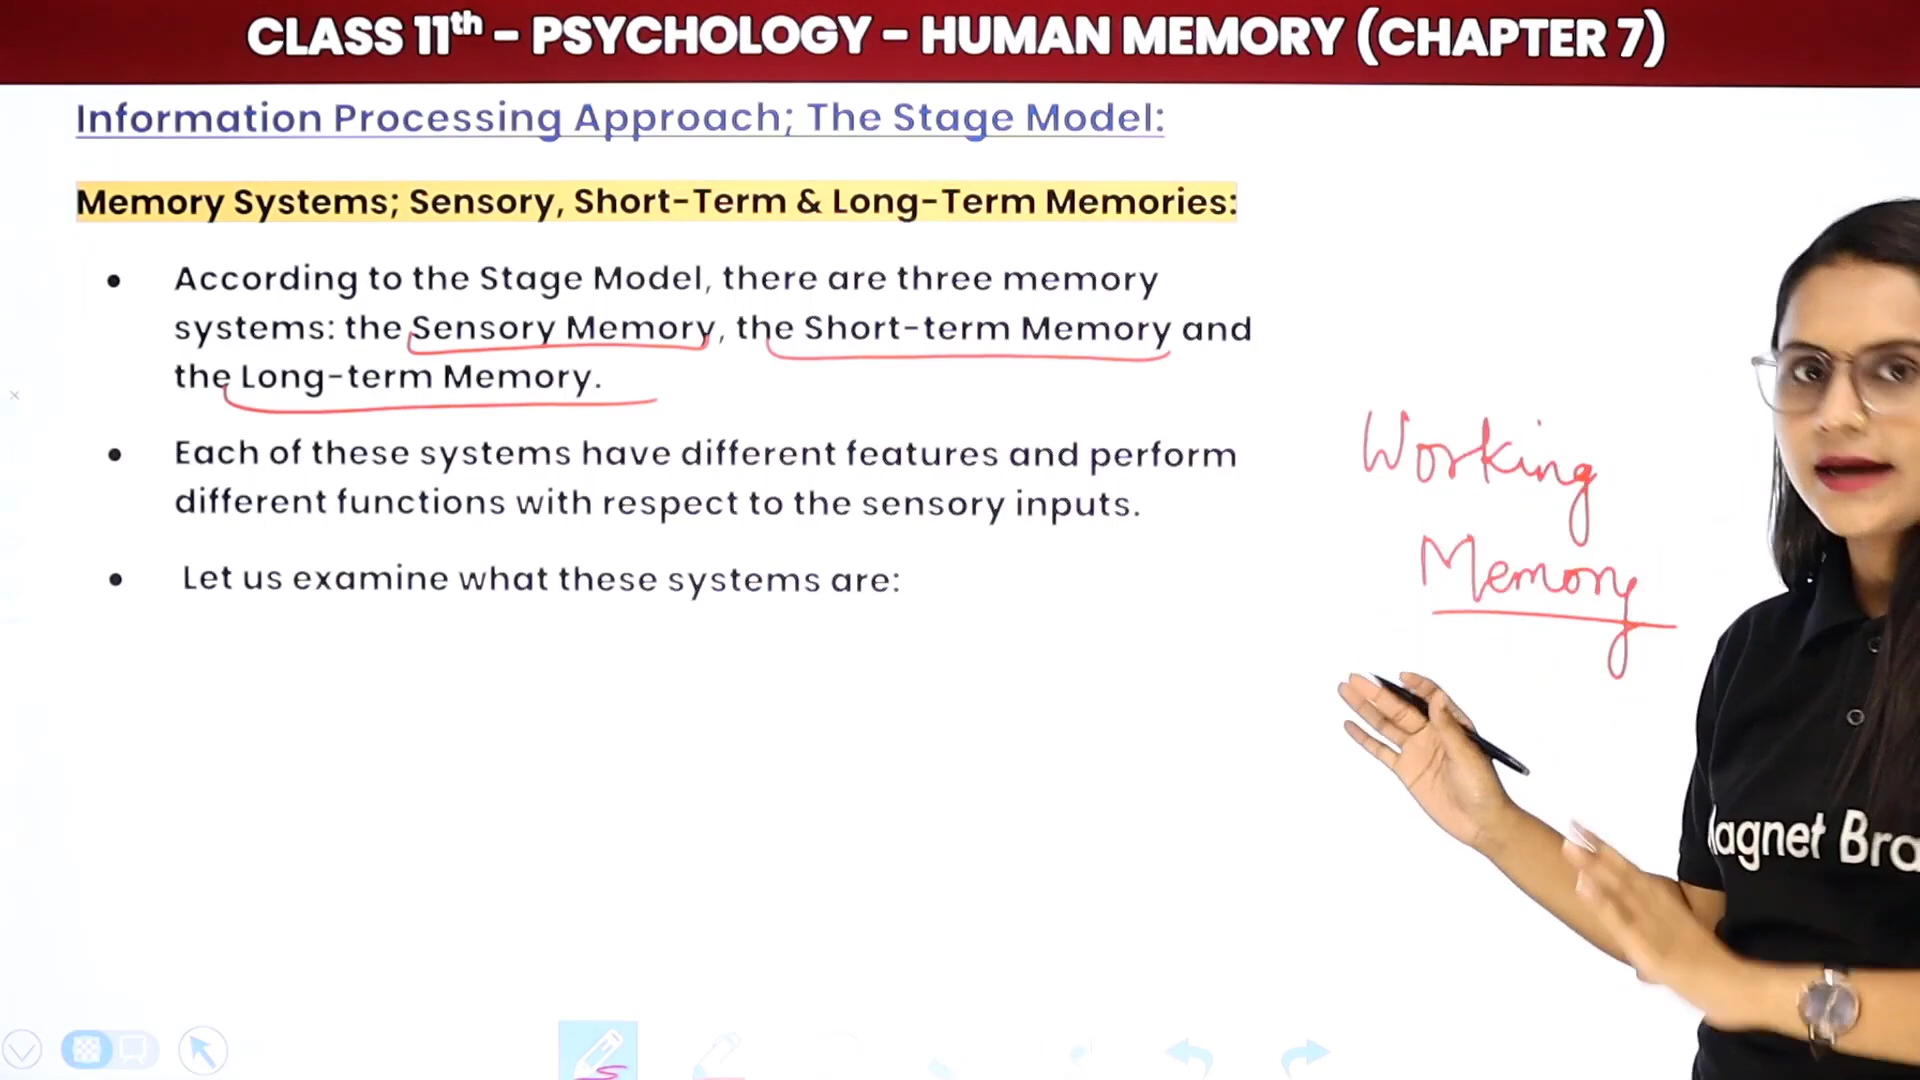 CLASS 11th - PSYCHOLOGY - HUMAN MEMORY (CHAPTER 7)
Information Processing Approach; The Stage Model:
Memory Systems; Sensory, Short-Term & Long-Term Memories:
• According to the Stage Model, there are three memory
systems: the Sensory Memory, the Short-term Memory and
the Long-term Memory.
• Each of these systems have different features and perform
different functions with respect to the sensory inputs.
• Let us examine what these systems are:
Working
Memory
agnet Bra